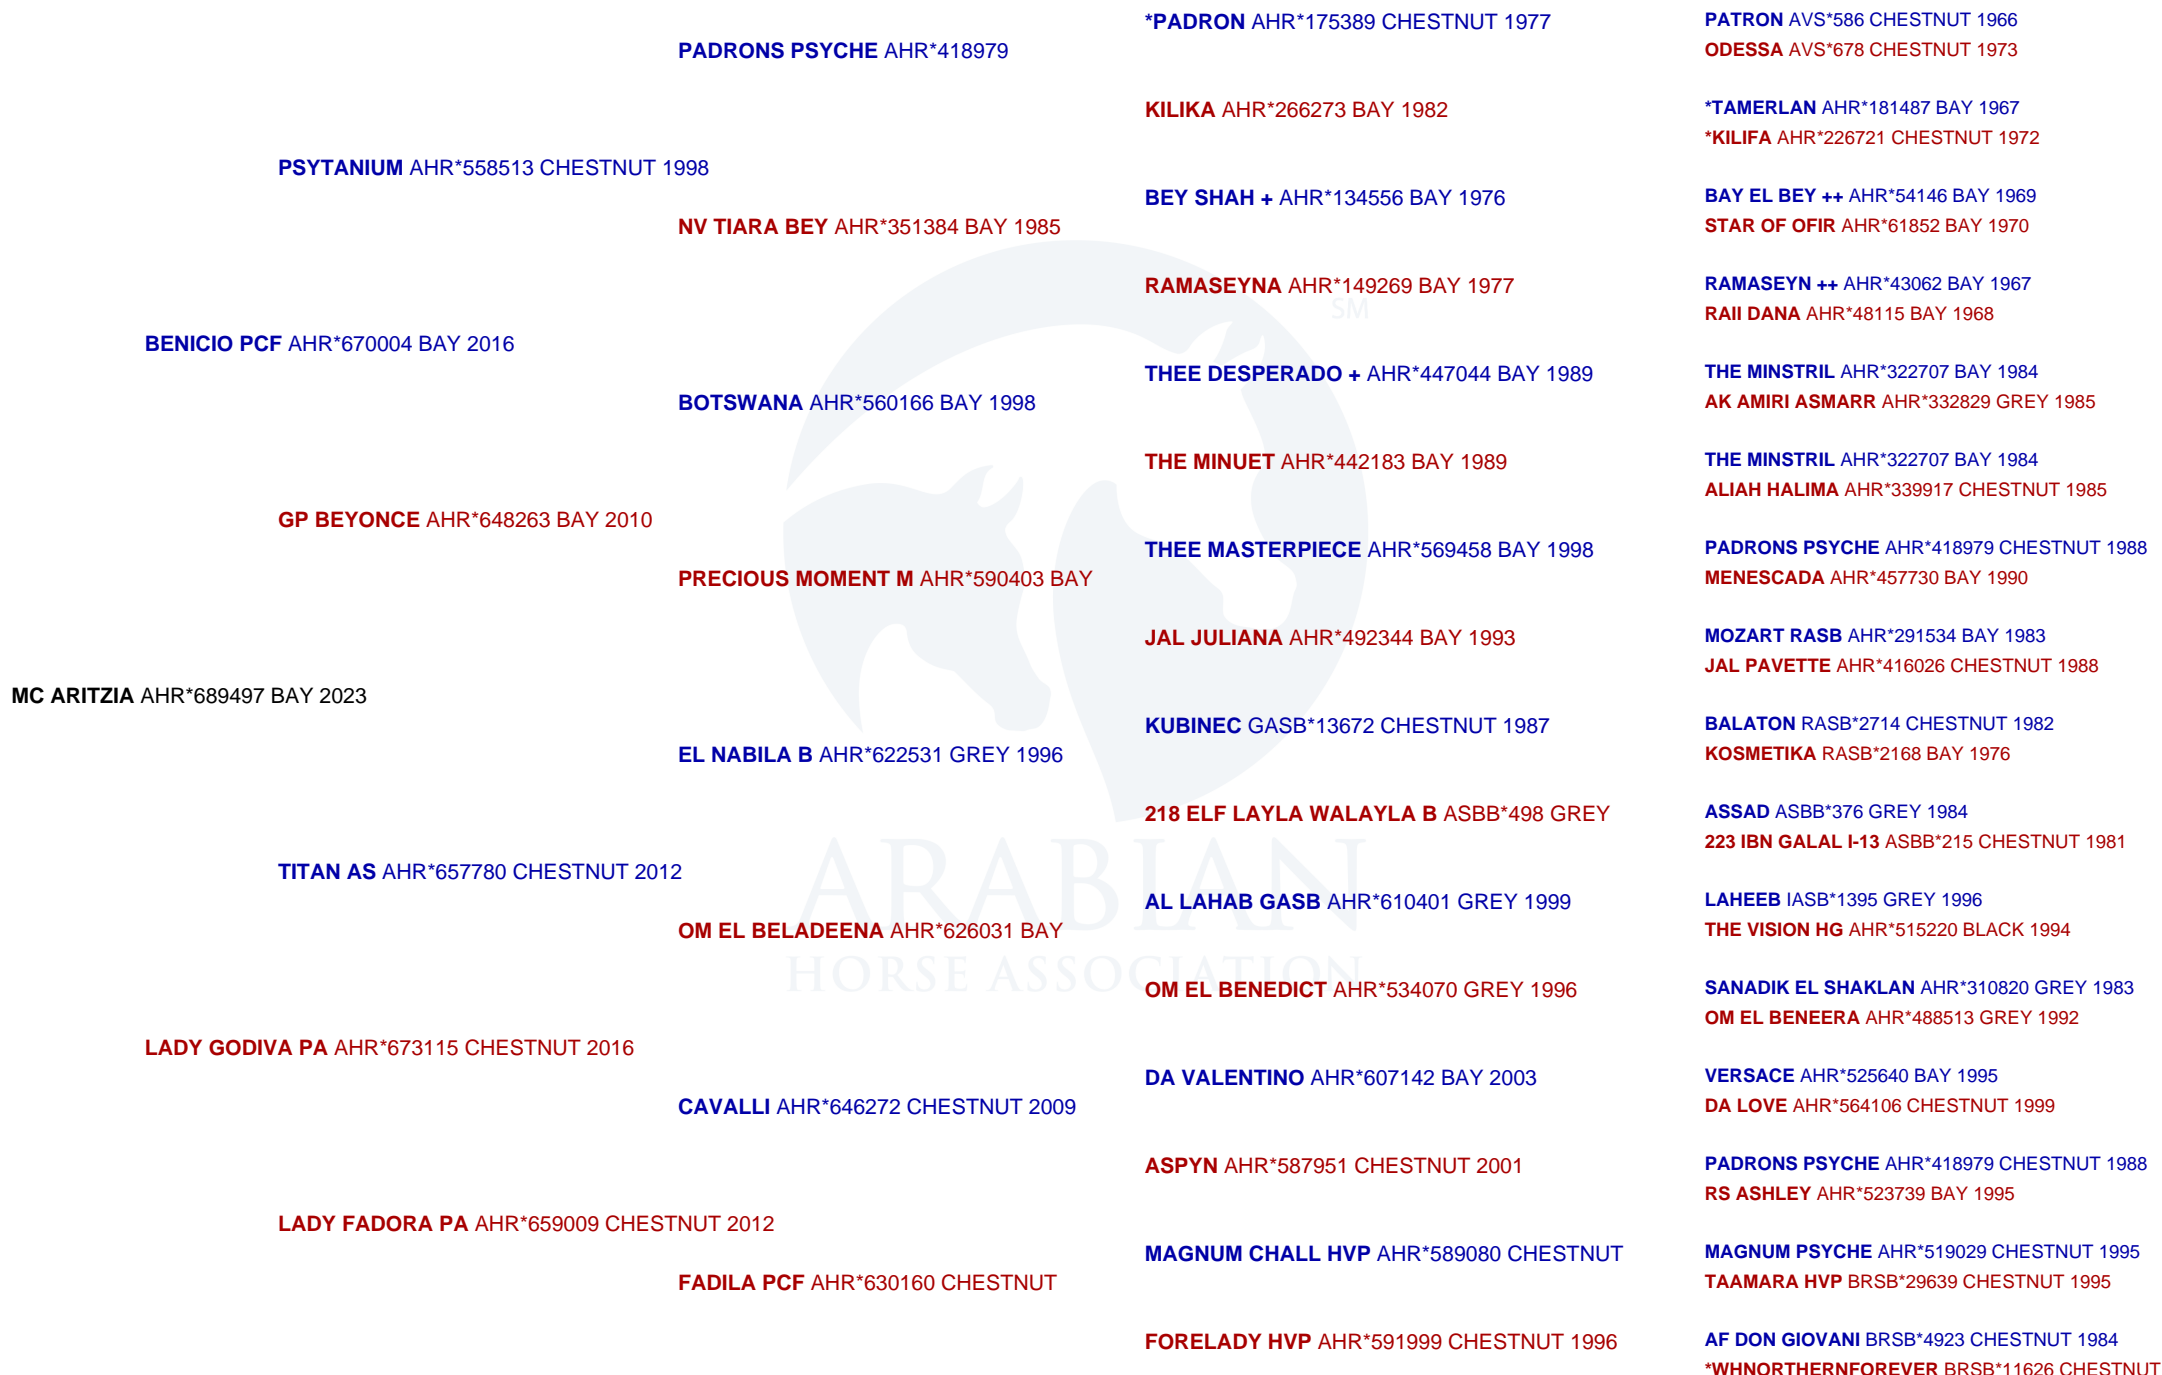 *PADRON AHR*175389 CHESTNUT 1977
PATRON AVS*586 CHESTNUT 1966
PADRONS PSYCHE AHR*418979
ODESSA AVS*678 CHESTNUT 1973
KILIKA AHR*266273 BAY 1982
*TAMERLAN AHR*181487 BAY 1967
*KILIFA AHR*226721 CHESTNUT 1972
PSYTANIUM AHR*558513 CHESTNUT 1998
BEY SHAH + AHR*134556 BAY 1976
BAY EL BEY ++ AHR*54146 BAY 1969
NV TIARA BEY AHR*351384 BAY 1985
STAR OF OFIR AHR*61852 BAY 1970
RAMASEYNA AHR*149269 BAY 1977
RAMASEYN ++ AHR*43062 BAY 1967
SM
RAII DANA AHR*48115 BAY 1968
BENICIO PCF AHR*670004 BAY 2016
THEE DESPERADO + AHR*447044 BAY 1989
THE MINSTRIL AHR*322707 BAY 1984
BOTSWANA AHR*560166 BAY 1998
AK AMIRI ASMARR AHR*332829 GREY 1985
THE MINUET AHR*442183 BAY 1989
THE MINSTRIL AHR*322707 BAY 1984
ALIAH HALIMA AHR*339917 CHESTNUT 1985
GP BEYONCE AHR*648263 BAY 2010
THEE MASTERPIECE AHR*569458 BAY 1998
PADRONS PSYCHE AHR*418979 CHESTNUT 1988
PRECIOUS MOMENT M AHR*590403 BAY
MENESCADA AHR*457730 BAY 1990
JAL JULIANA AHR*492344 BAY 1993
MOZART RASB AHR*291534 BAY 1983
JAL PAVETTE AHR*416026 CHESTNUT 1988
MC ARITZIA AHR*689497 BAY 2023
KUBINEC GASB*13672 CHESTNUT 1987
BALATON RASB*2714 CHESTNUT 1982
EL NABILA B AHR*622531 GREY 1996
KOSMETIKA RASB*2168 BAY 1976
218 ELF LAYLA WALAYLA B ASBB*498 GREY
ASSAD ASBB*376 GREY 1984
223 IBN GALAL I-13 ASBB*215 CHESTNUT 1981
TITAN AS AHR*657780 CHESTNUT 2012
ARABIAN
AL LAHAB GASB AHR*610401 GREY 1999
LAHEEB IASB*1395 GREY 1996
OM EL BELADEENA AHR*626031 BAY
THE VISION HG AHR*515220 BLACK 1994
HORSE ASSOCIATION
OM EL BENEDICT AHR*534070 GREY 1996
SANADIK EL SHAKLAN AHR*310820 GREY 1983
OM EL BENEERA AHR*488513 GREY 1992
LADY GODIVA PA AHR*673115 CHESTNUT 2016
DA VALENTINO AHR*607142 BAY 2003
VERSACE AHR*525640 BAY 1995
CAVALLI AHR*646272 CHESTNUT 2009
DA LOVE AHR*564106 CHESTNUT 1999
ASPYN AHR*587951 CHESTNUT 2001
PADRONS PSYCHE AHR*418979 CHESTNUT 1988
RS ASHLEY AHR*523739 BAY 1995
LADY FADORA PA AHR*659009 CHESTNUT 2012
MAGNUM CHALL HVP AHR*589080 CHESTNUT
MAGNUM PSYCHE AHR*519029 CHESTNUT 1995
FADILA PCF AHR*630160 CHESTNUT
TAAMARA HVP BRSB*29639 CHESTNUT 1995
FORELADY HVP AHR*591999 CHESTNUT 1996
AF DON GIOVANI BRSB*4923 CHESTNUT 1984
*WHNORTHERNFOREVER BRSB*11626 CHESTNUT